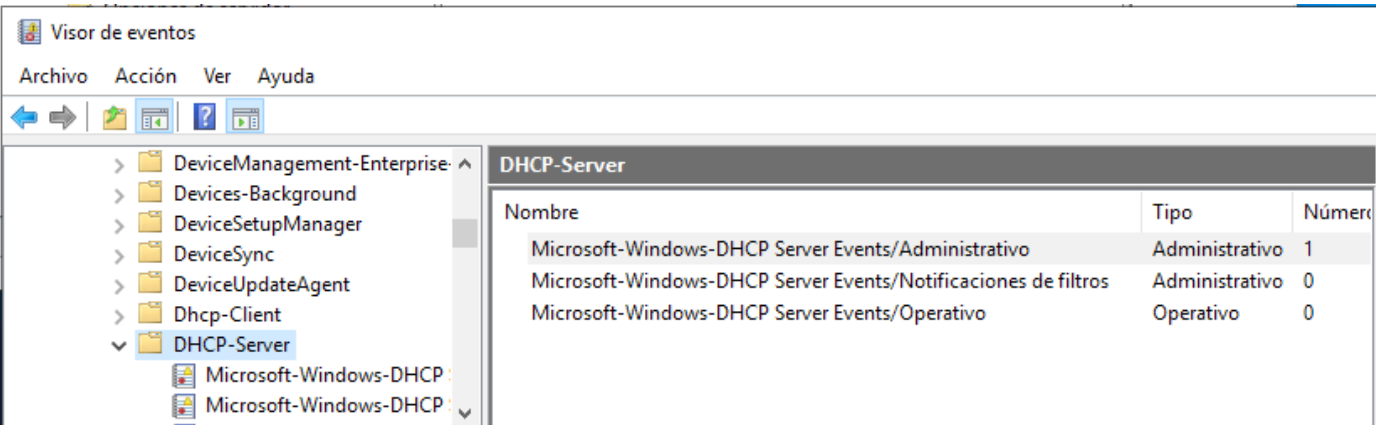 Visor de eventos
Archivo Acción Ver Ayuda
DeviceManagement-Enterprise-
Devices-Background
DeviceSetupManager
DeviceSync
DeviceUpdateAgent
Dhcp-Client
DHCP-Server
Microsoft-Windows-DHCP
Microsoft-Windows-DHCP
DHCP-Server
Nombre Tipo Número
Microsoft-Windows-DHCP Server Events/Administrativo Administrativo 1
Microsoft-Windows-DHCP Server Events/Notificaciones de filtros Administrativo 0
Microsoft-Windows-DHCP Server Events/Operativo Operativo 0